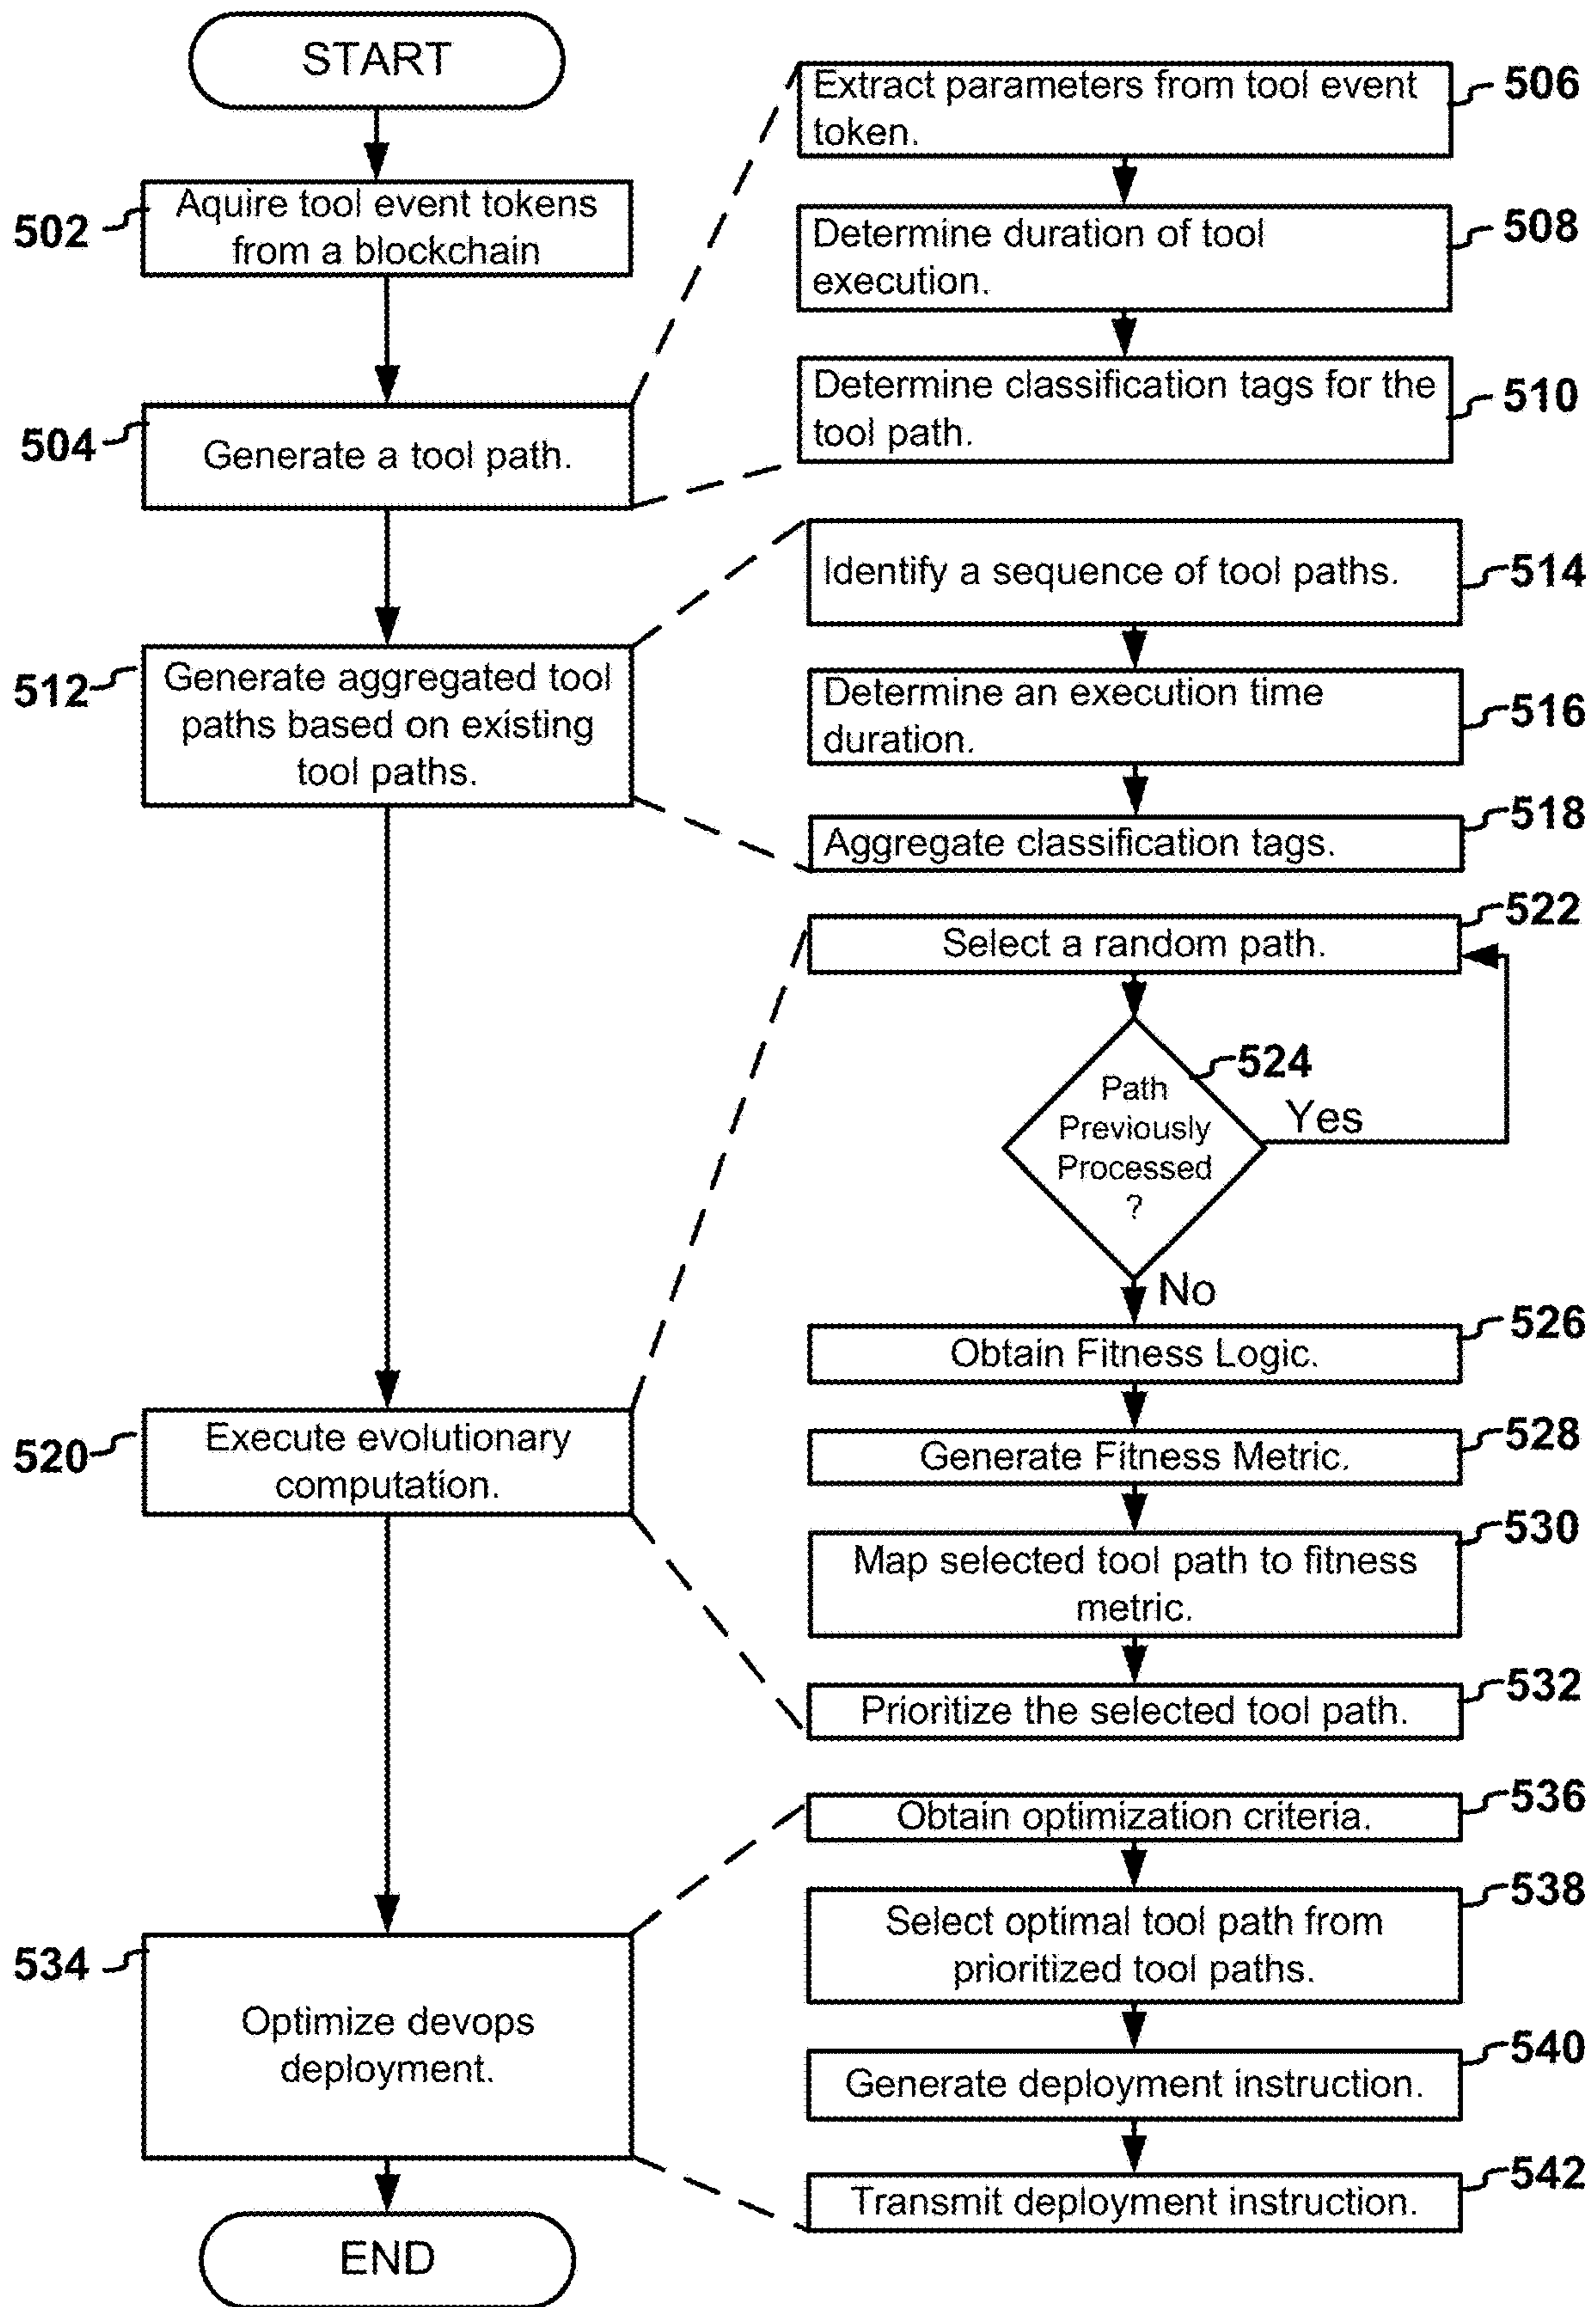 START
502
Aquire tool event tokens
from a blockchain
504
Generate a tool path.
Extract parameters from tool event
token.
506
Determine duration of tool
execution.
508
Determine classification tags for the
tool path.
510
512
Generate aggregated tool
paths based on existing
tool paths.
Identify a sequence of tool paths.
514
Determine an execution time
duration.
516
Aggregate classification tags.
518
520
Execute evolutionary
computation.
Select a random path.
522
Path
Previously
Processed
?
524
Yes
No
Obtain Fitness Logic.
526
Generate Fitness Metric.
528
Map selected tool path to fitness
metric.
530
Prioritize the selected tool path.
532
534
Optimize devops
deployment.
Obtain optimization criteria.
536
Select optimal tool path from
prioritized tool paths.
538
Generate deployment instruction.
540
Transmit deployment instruction.
542
END